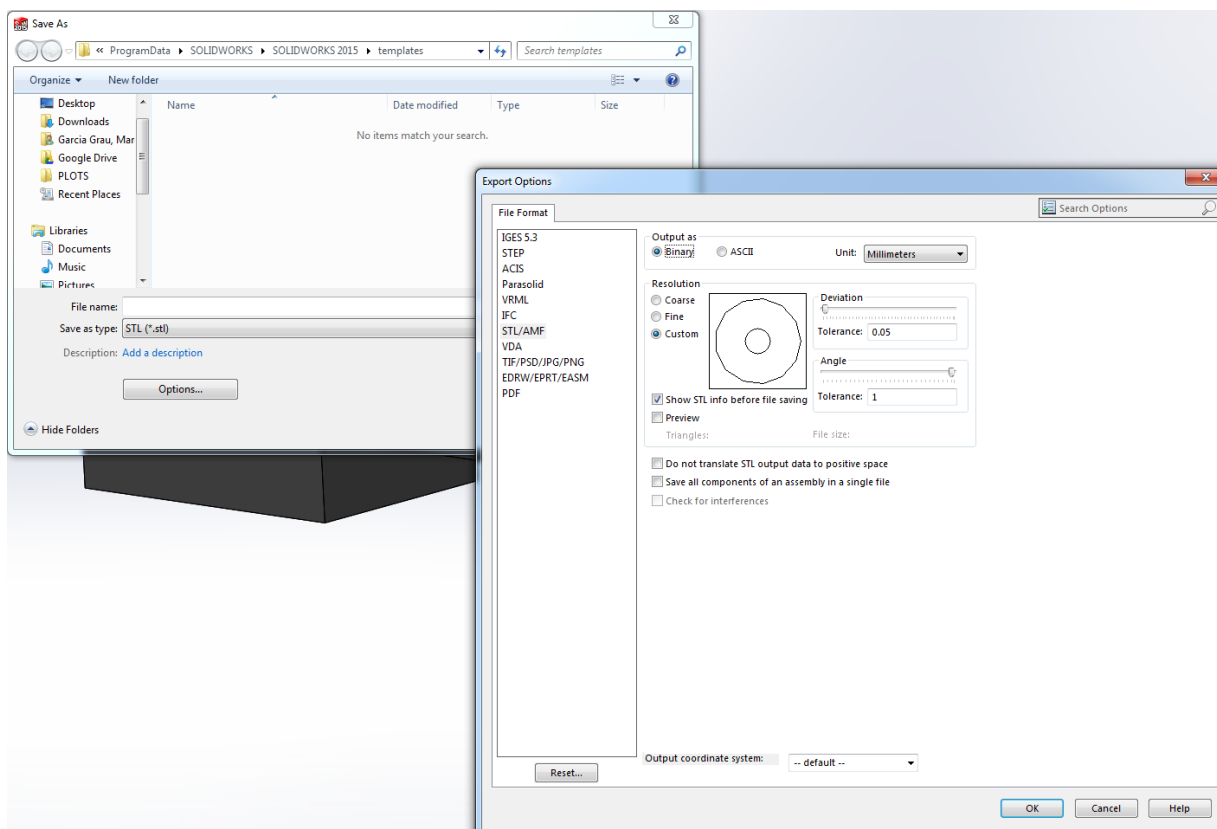 Save As
« ProgramData ▸ SOLIDWORKS ▸ SOLIDWORKS 2015 ▸ templates
Search templates
Organize
New folder
Name
Date modified
Type
Size
Desktop
Downloads
Garcia Grau, Mar
Google Drive
PLOTS
Recent Places
Libraries
Documents
Music
Pictures
No items match your search.
File name:
Save as type: STL (*.stl)
Description: Add a description
Options...
Hide Folders
Export Options
File Format
Search Options
IGES 5.3
STEP
ACIS
Parasolid
VRML
IFC
STL/AMF
VDA
TIF/PSD/JPG/PNG
EDRW/EPRT/EASM
PDF
Reset...
Output as
Binary
ASCII
Unit: Millimeters
Resolution
Coarse
Fine
Custom
Deviation
Tolerance: 0.05
Angle
Tolerance: 1
Show STL info before file saving
Preview
Triangles:
File size:
Do not translate STL output data to positive space
Save all components of an assembly in a single file
Check for interferences
Output coordinate system: -- default --
OK
Cancel
Help